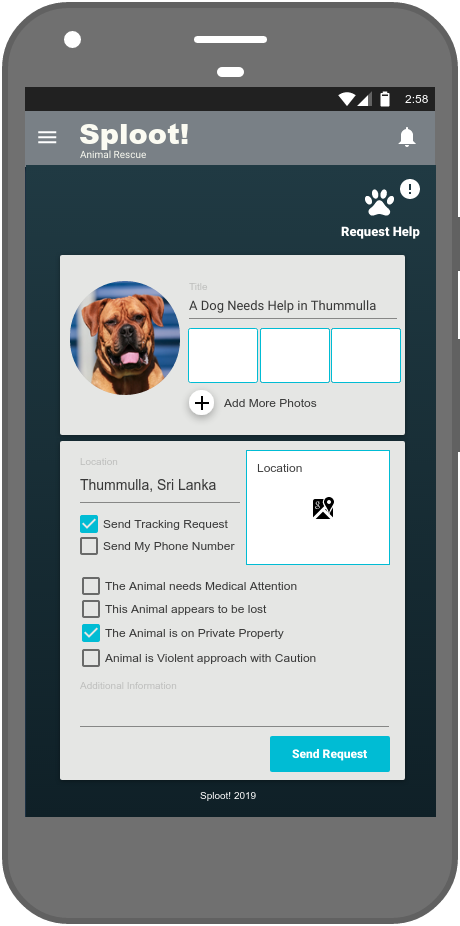 2:58
Sploot!
Animal Rescue
Request Help
Title
A Dog Needs Help in Thummulla
Add More Photos
Location
Thummulla, Sri Lanka
Location
Send Tracking Request
Send My Phone Number
The Animal needs Medical Attention
This Animal appears to be lost
The Animal is on Private Property
Animal is Violent approach with Caution
Additional Information
Send Request
Sploot! 2019